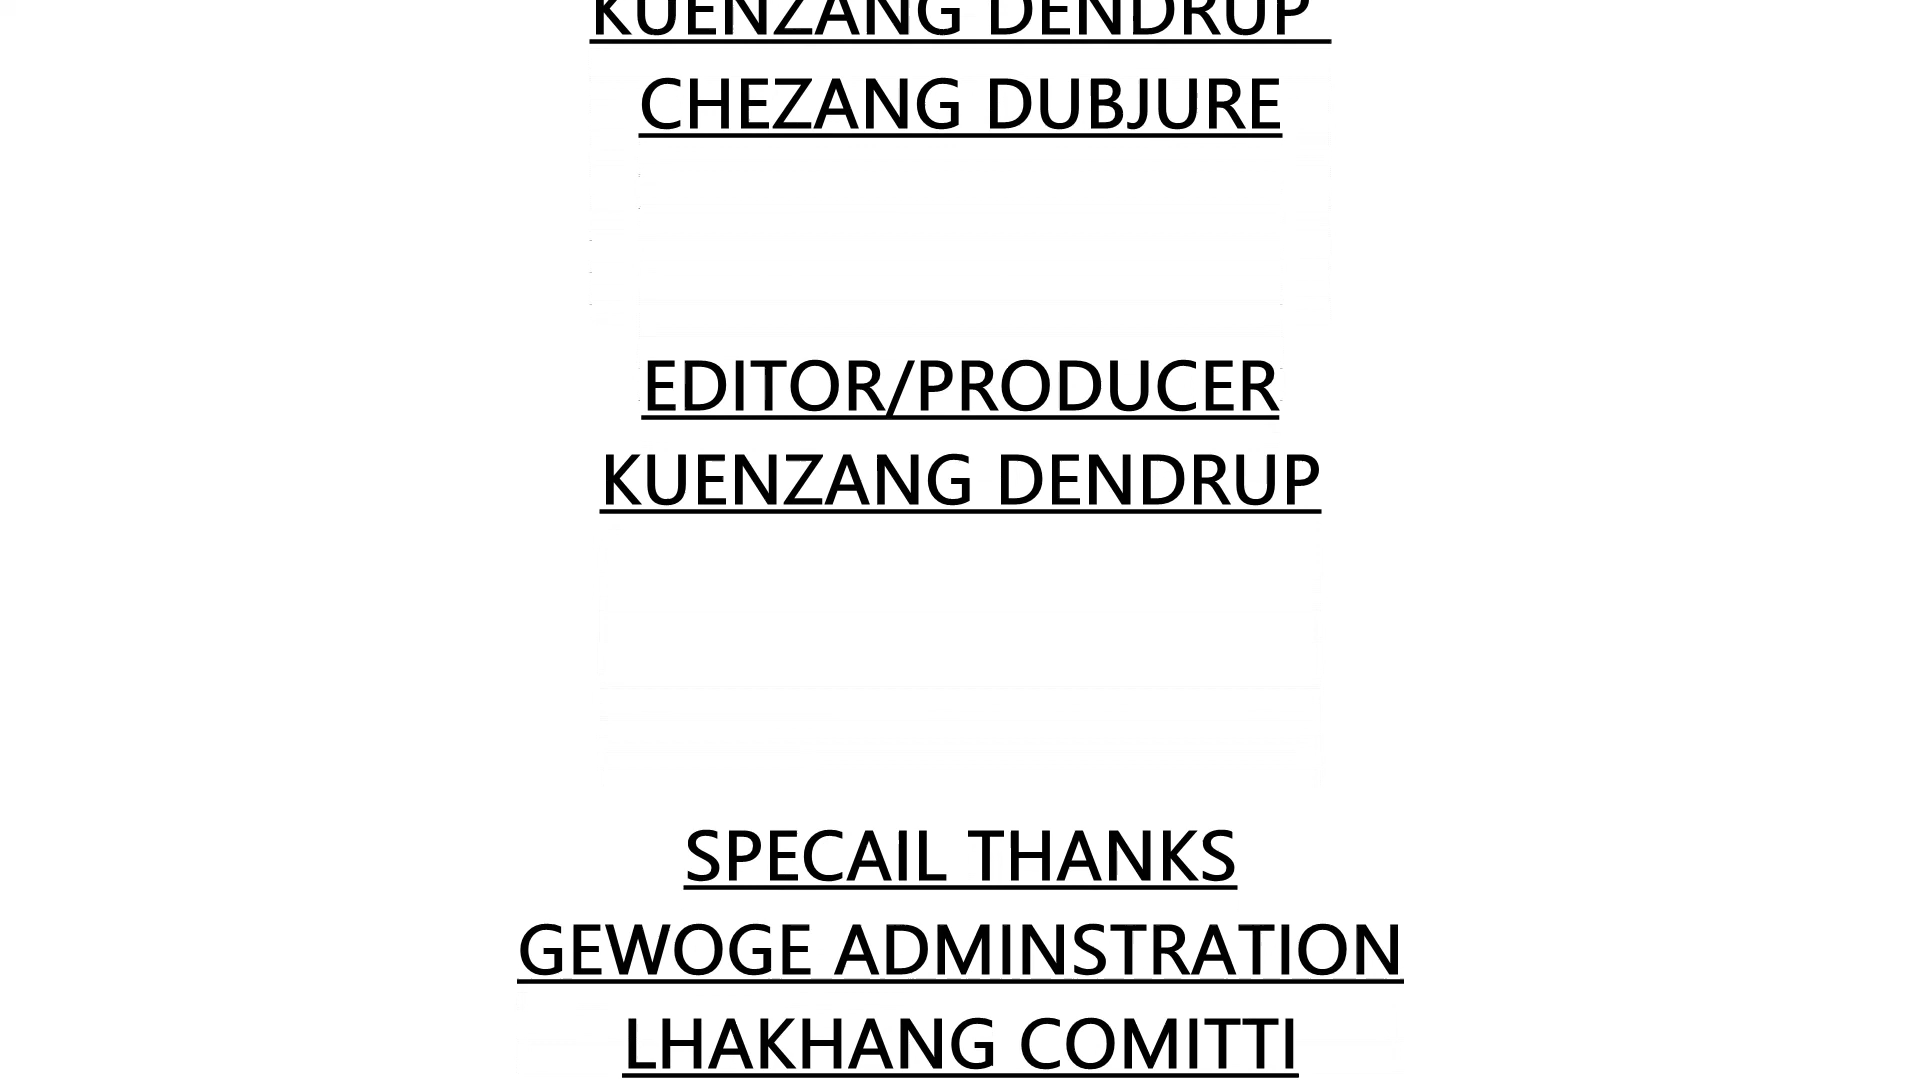 KUENZANG DENDRUP
CHEZANG DUBJURE
EDITOR/PRODUCER
KUENZANG DENDRUP
SPECAIL THANKS
GEWOGE ADMINSTRATION
LHAKHANG COMITTI